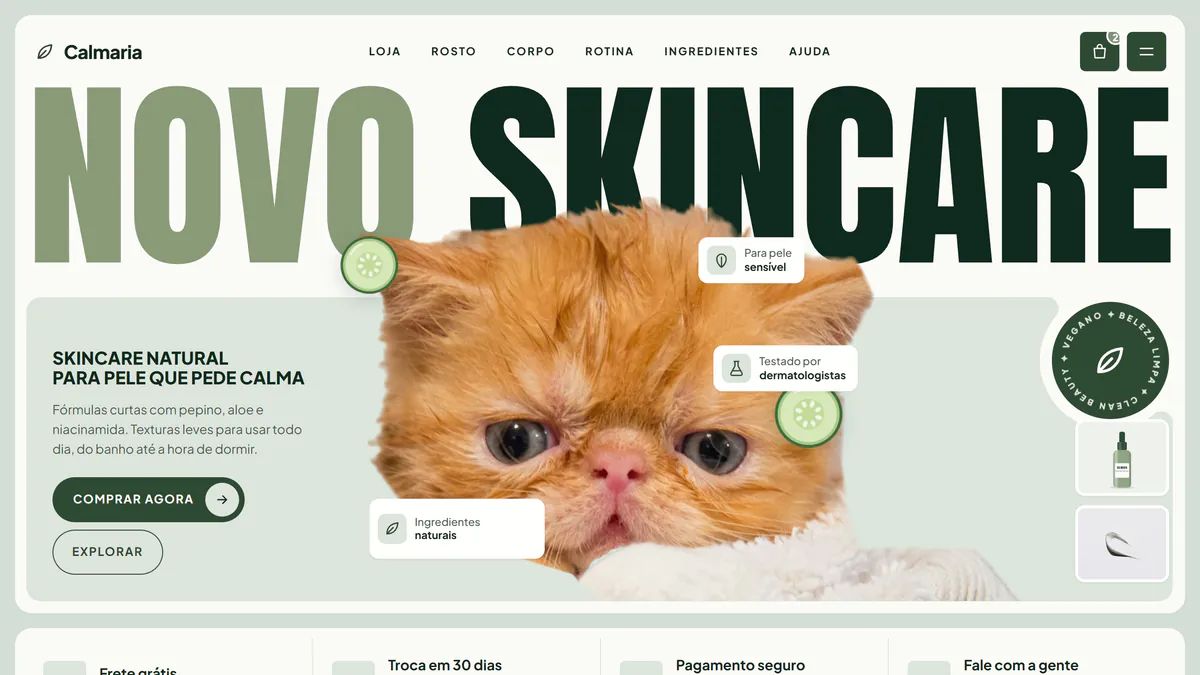 Calmaria
LOJA
ROSTO
CORPO
ROTINA
INGREDIENTES
AJUDA
2
NOVO SKINCARE
Para pele
sensível
SKINCARE NATURAL
PARA PELE QUE PEDE CALMA
Fórmulas curtas com pepino, aloe e
niacinamida. Texturas leves para usar todo
dia, do banho até a hora de dormir.
COMPRAR AGORA
EXPLORAR
Testado por
dermatologistas
VEGANO ✦ BELEZA LIMPA ✦ CLEAN BEAUTY ✦
Ingredientes
naturais
Frete grátis
Troca em 30 dias
Pagamento seguro
Fale com a gente